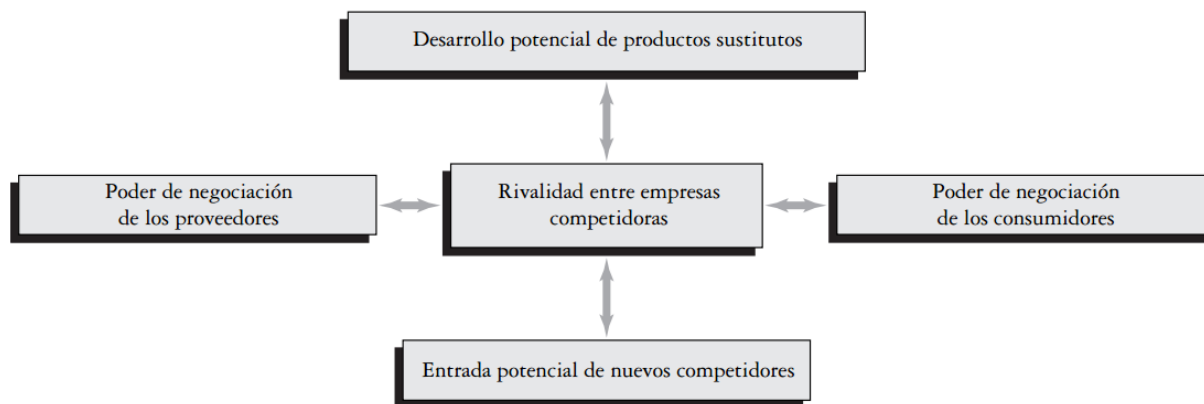 Desarrollo potencial de productos sustitutos
Poder de negociación
de los proveedores
Rivalidad entre empresas
competidoras
Poder de negociación
de los consumidores
Entrada potencial de nuevos competidores